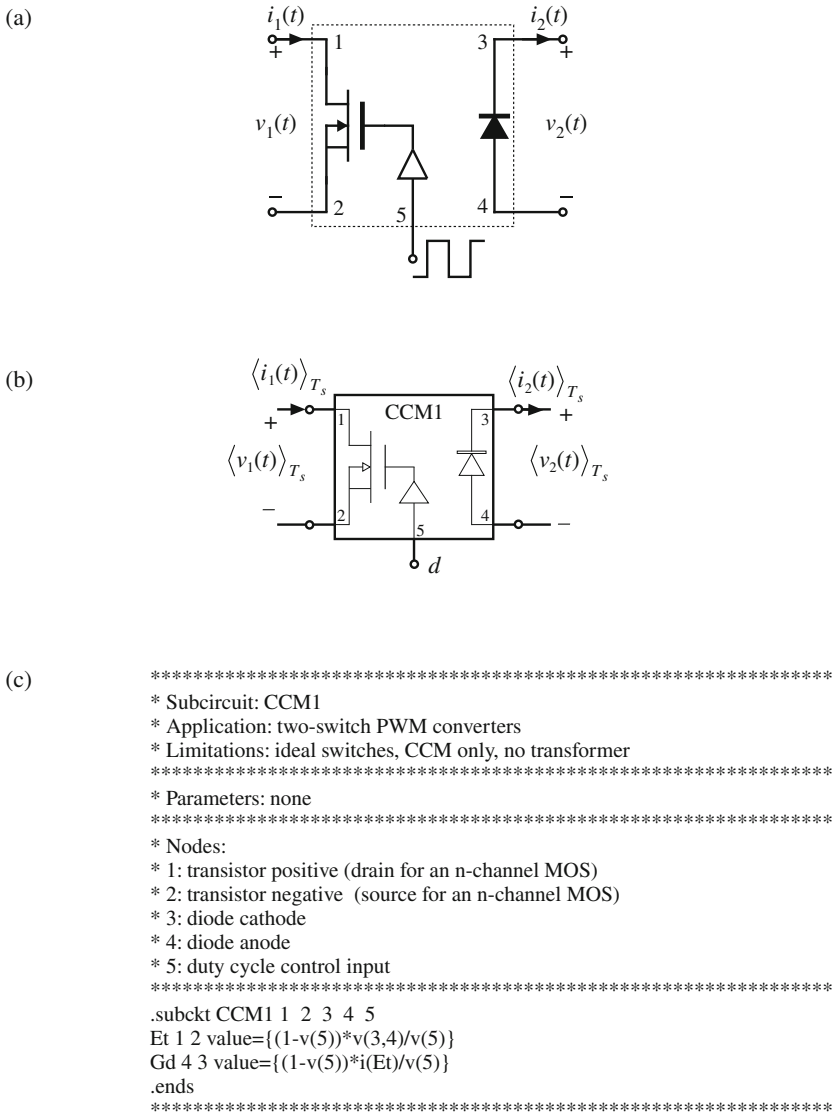 (a)
i₁(t)
i₂(t)
+
1
3
+
v₁(t)
v₂(t)
−
2
5
4
−
(b)
⟨i₁(t)⟩Tₛ
⟨i₂(t)⟩Tₛ
+
1
CCM1
3
+
⟨v₁(t)⟩Tₛ
⟨v₂(t)⟩Tₛ
−
2
5
4
−
d
(c)
****************************************************************
* Subcircuit: CCM1
* Application: two-switch PWM converters
* Limitations: ideal switches, CCM only, no transformer
****************************************************************
* Parameters: none
****************************************************************
* Nodes:
* 1: transistor positive (drain for an n-channel MOS)
* 2: transistor negative (source for an n-channel MOS)
* 3: diode cathode
* 4: diode anode
* 5: duty cycle control input
****************************************************************
.subckt CCM1 1 2 3 4 5
Et 1 2 value={(1-v(5))*v(3,4)/v(5)}
Gd 4 3 value={(1-v(5))*i(Et)/v(5)}
.ends
****************************************************************